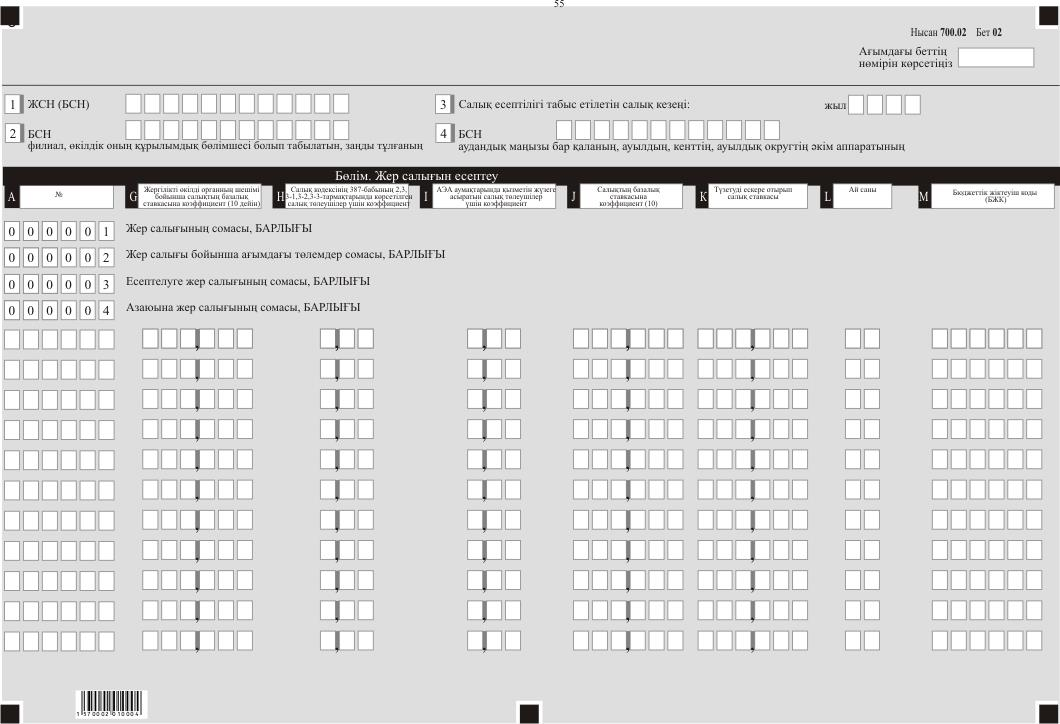 55
Нысан 700.02 Бет 02
Ағымдағы беттің
нөмірін көрсетіңіз
1 ЖСН (БСН)
3 Салық есептілігі табыс етілетін салық кезеңі: жыл
2 БСН
филиал, өкілдік оның құрылымдық бөлімшесі болып табылатын, заңды тұлғаның
4 БСН
аудандық маңызы бар қаланың, ауылдың, кенттің, ауылдық округтің әкім аппаратының
Бөлім. Жер салығын есептеу
A №
G Жергілікті өкілді органның шешімі
бойынша салықтың базалық
ставкасына коэффициент (10 дейін)
H Салық кодексінің 387-бабының 2,3,
3-1,3-2,3-3-тармақтарында көрсетілген
салық төлеушілер үшін коэффициент
I АЭА аумақтарында қызметін жүзеге
асыратын салық төлеушілер
үшін коэффициент
J Салықтың базалық
ставкасына
коэффициент (10)
K Түзетуді ескере отырып
салық ставкасы
L Ай саны
M Бюджеттік жіктеуіш коды
(БЖК)
0 0 0 0 0 1 Жер салығының сомасы, БАРЛЫҒЫ
0 0 0 0 0 2 Жер салығы бойынша ағымдағы төлемдер сомасы, БАРЛЫҒЫ
0 0 0 0 0 3 Есептелуге жер салығының сомасы, БАРЛЫҒЫ
0 0 0 0 0 4 Азаюына жер салығының сомасы, БАРЛЫҒЫ
1570002010004